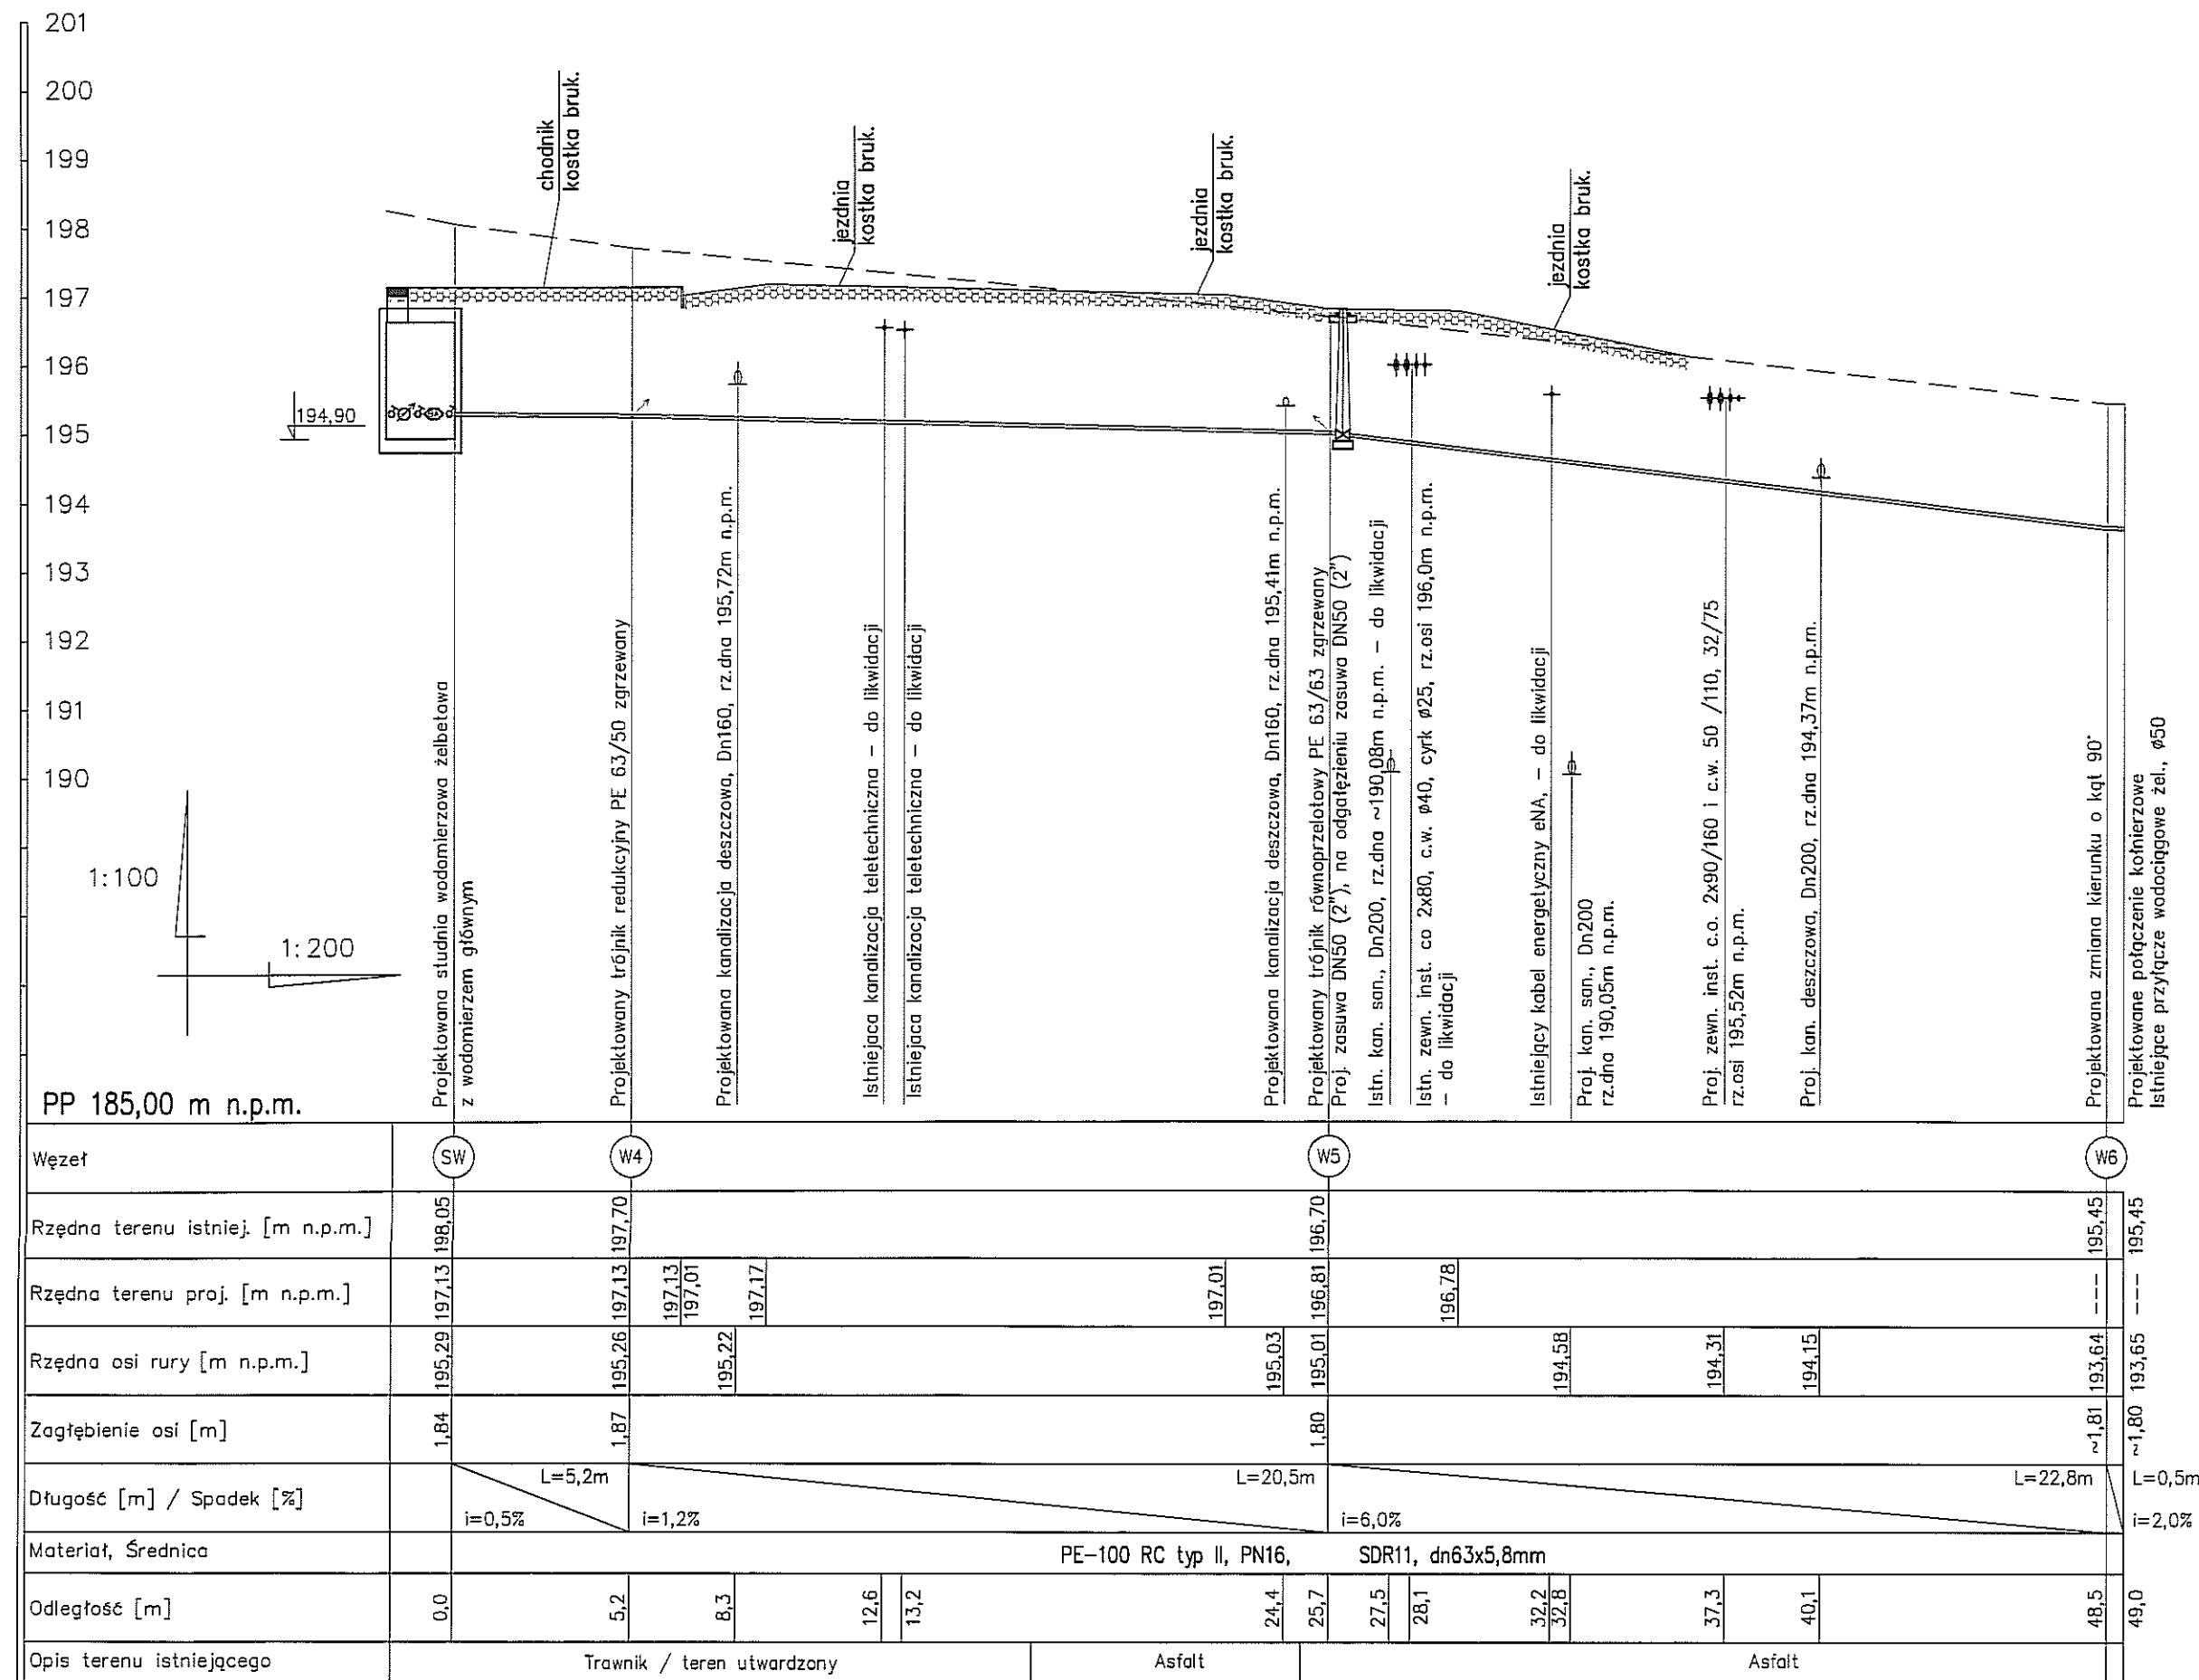 201
200
199
198
197
196
195
194
193
192
191
190
chodnik
kostka bruk.
jezdnia
kostka bruk.
jezdnia
kostka bruk.
jezdnia
kostka bruk.
194,90
1:100
1:200
PP 185,00 m n.p.m.
Projektowana studnia wodomierzowa żelbetowa
z wodomierzem głównym
Projektowany trójnik redukcyjny PE 63/50 zgrzewany
Projektowana kanalizacja deszczowa, Dn160, rz.dna 195,72m n.p.m.
Istniejaca kanalizacja teletechniczna - do likwidacji
Istniejaca kanalizacja teletechniczna - do likwidacji
Projektowana kanalizacja deszczowa, Dn160, rz.dna 195,41m n.p.m.
Projektowany trójnik równoprzelotowy PE 63/63 zgrzewany
Proj. zasuwa DN50 (2"), na odgałęzieniu zasuwa DN50 (2")
Istn. kan. san., Dn200, rz.dna ~190,08m n.p.m. - do likwidacji
Istn. zewn. inst. co 2x80, c.w. ø40, cyrk ø25, rz.osi 196,0m n.p.m.
- do likwidacji
Istniejący kabel energetyczny eNA, - do likwidacji
Proj. kan. san., Dn200
rz.dna 190,05m n.p.m.
Proj. zewn. inst. c.o. 2x90/160 i c.w. 50 /110, 32/75
rz.osi 195,52m n.p.m.
Proj. kan. deszczowa, Dn200, rz.dna 194,37m n.p.m.
Projektowana zmiana kierunku o kąt 90°
Projektowane połączenie kołnierzowe
Istniejące przyłącze wodociągowe żel., ø50
Węzeł SW W4 W5 W6
Rzędna terenu istniej. [m n.p.m.] 198,05 197,70 196,70 195,45 195,45
Rzędna terenu proj. [m n.p.m.] 197,13 197,13 197,13 197,01 197,17 197,01 196,81 196,78 --- ---
Rzędna osi rury [m n.p.m.] 195,29 195,26 195,22 195,03 195,01 194,58 194,31 194,15 193,64 193,65
Zagłębienie osi [m] 1,84 1,87 1,80 ~1,81 ~1,80
Długość [m] / Spadek [%]
L=5,2m L=20,5m L=22,8m L=0,5m
i=0,5% i=1,2% i=6,0% i=2,0%
Materiał, Średnica PE-100 RC typ II, PN16, SDR11, dn63x5,8mm
Odległość [m] 0,0 5,2 8,3 12,6 13,2 24,4 25,7 27,5 28,1 32,2 32,8 37,3 40,1 48,5 49,0
Opis terenu istniejącego Trawnik / teren utwardzony Asfalt Asfalt